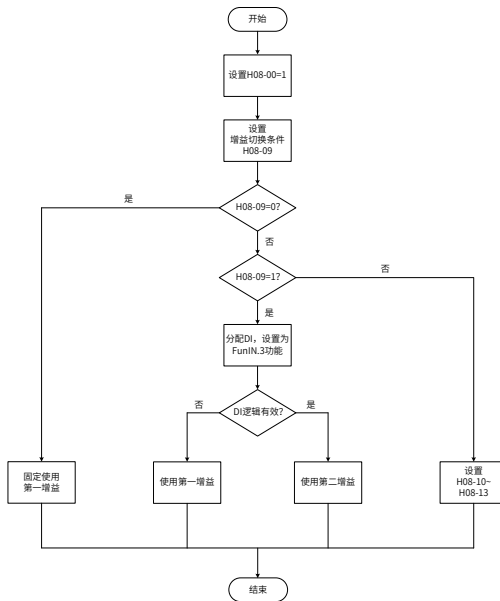 开始
设置H08-00=1
设置
增益切换条件
H08-09
是
H08-09=0?
否
H08-09=1?
否
是
分配DI，设置为
FunIN.3功能
否
DI逻辑有效?
是
固定使用
第一增益
使用第一增益
使用第二增益
设置
H08-10~
H08-13
结束